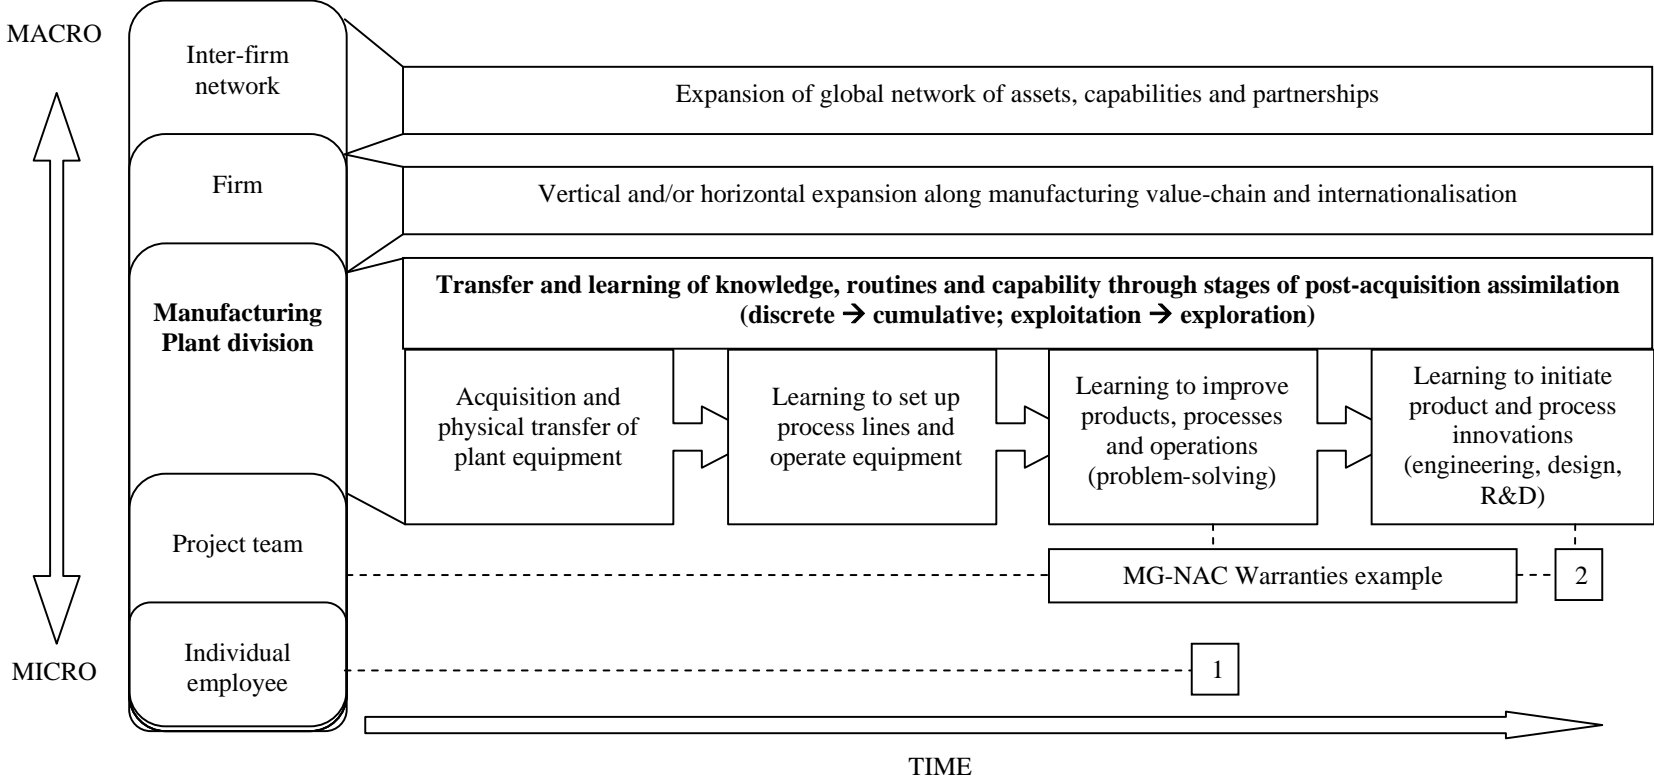 MACRO
Inter-firm
network
Expansion of global network of assets, capabilities and partnerships
Firm
Vertical and/or horizontal expansion along manufacturing value-chain and internationalisation
Manufacturing
Plant division
Transfer and learning of knowledge, routines and capability through stages of post-acquisition assimilation
(discrete → cumulative; exploitation → exploration)
Acquisition and
physical transfer of
plant equipment
Learning to set up
process lines and
operate equipment
Learning to improve
products, processes
and operations
(problem-solving)
Learning to initiate
product and process
innovations
(engineering, design,
R&D)
Project team
MG-NAC Warranties example
2
Individual
employee
1
MICRO
TIME